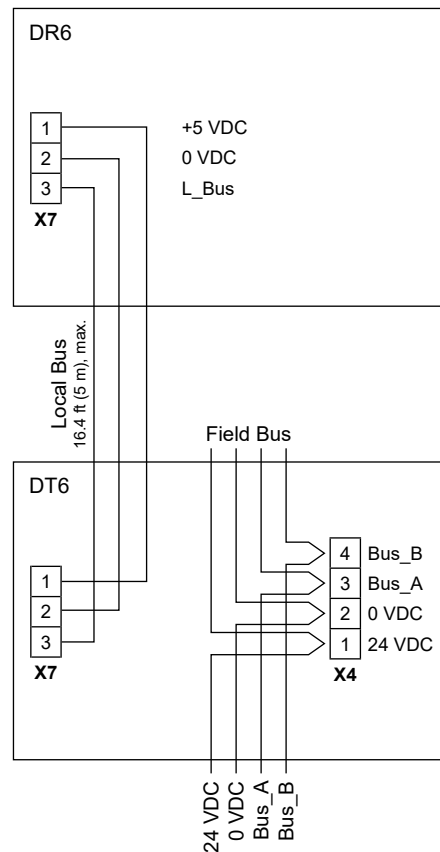 DR6
1 +5 VDC
2 0 VDC
3 L_Bus
X7
Local Bus
16.4 ft (5 m), max.
Field Bus
DT6
1
2
3
X7
4 Bus_B
3 Bus_A
2 0 VDC
1 24 VDC
X4
24 VDC
0 VDC
Bus_A
Bus_B